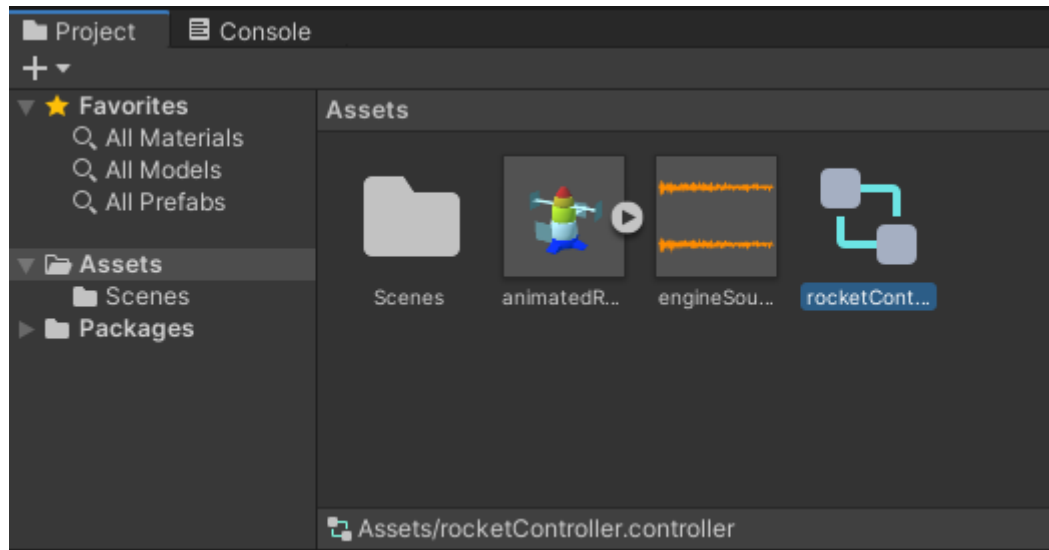 Project
Console
Favorites
All Materials
All Models
All Prefabs
Assets
Scenes
Packages
Assets
Scenes
animatedR...
engineSou...
rocketCont...
Assets/rocketController.controller